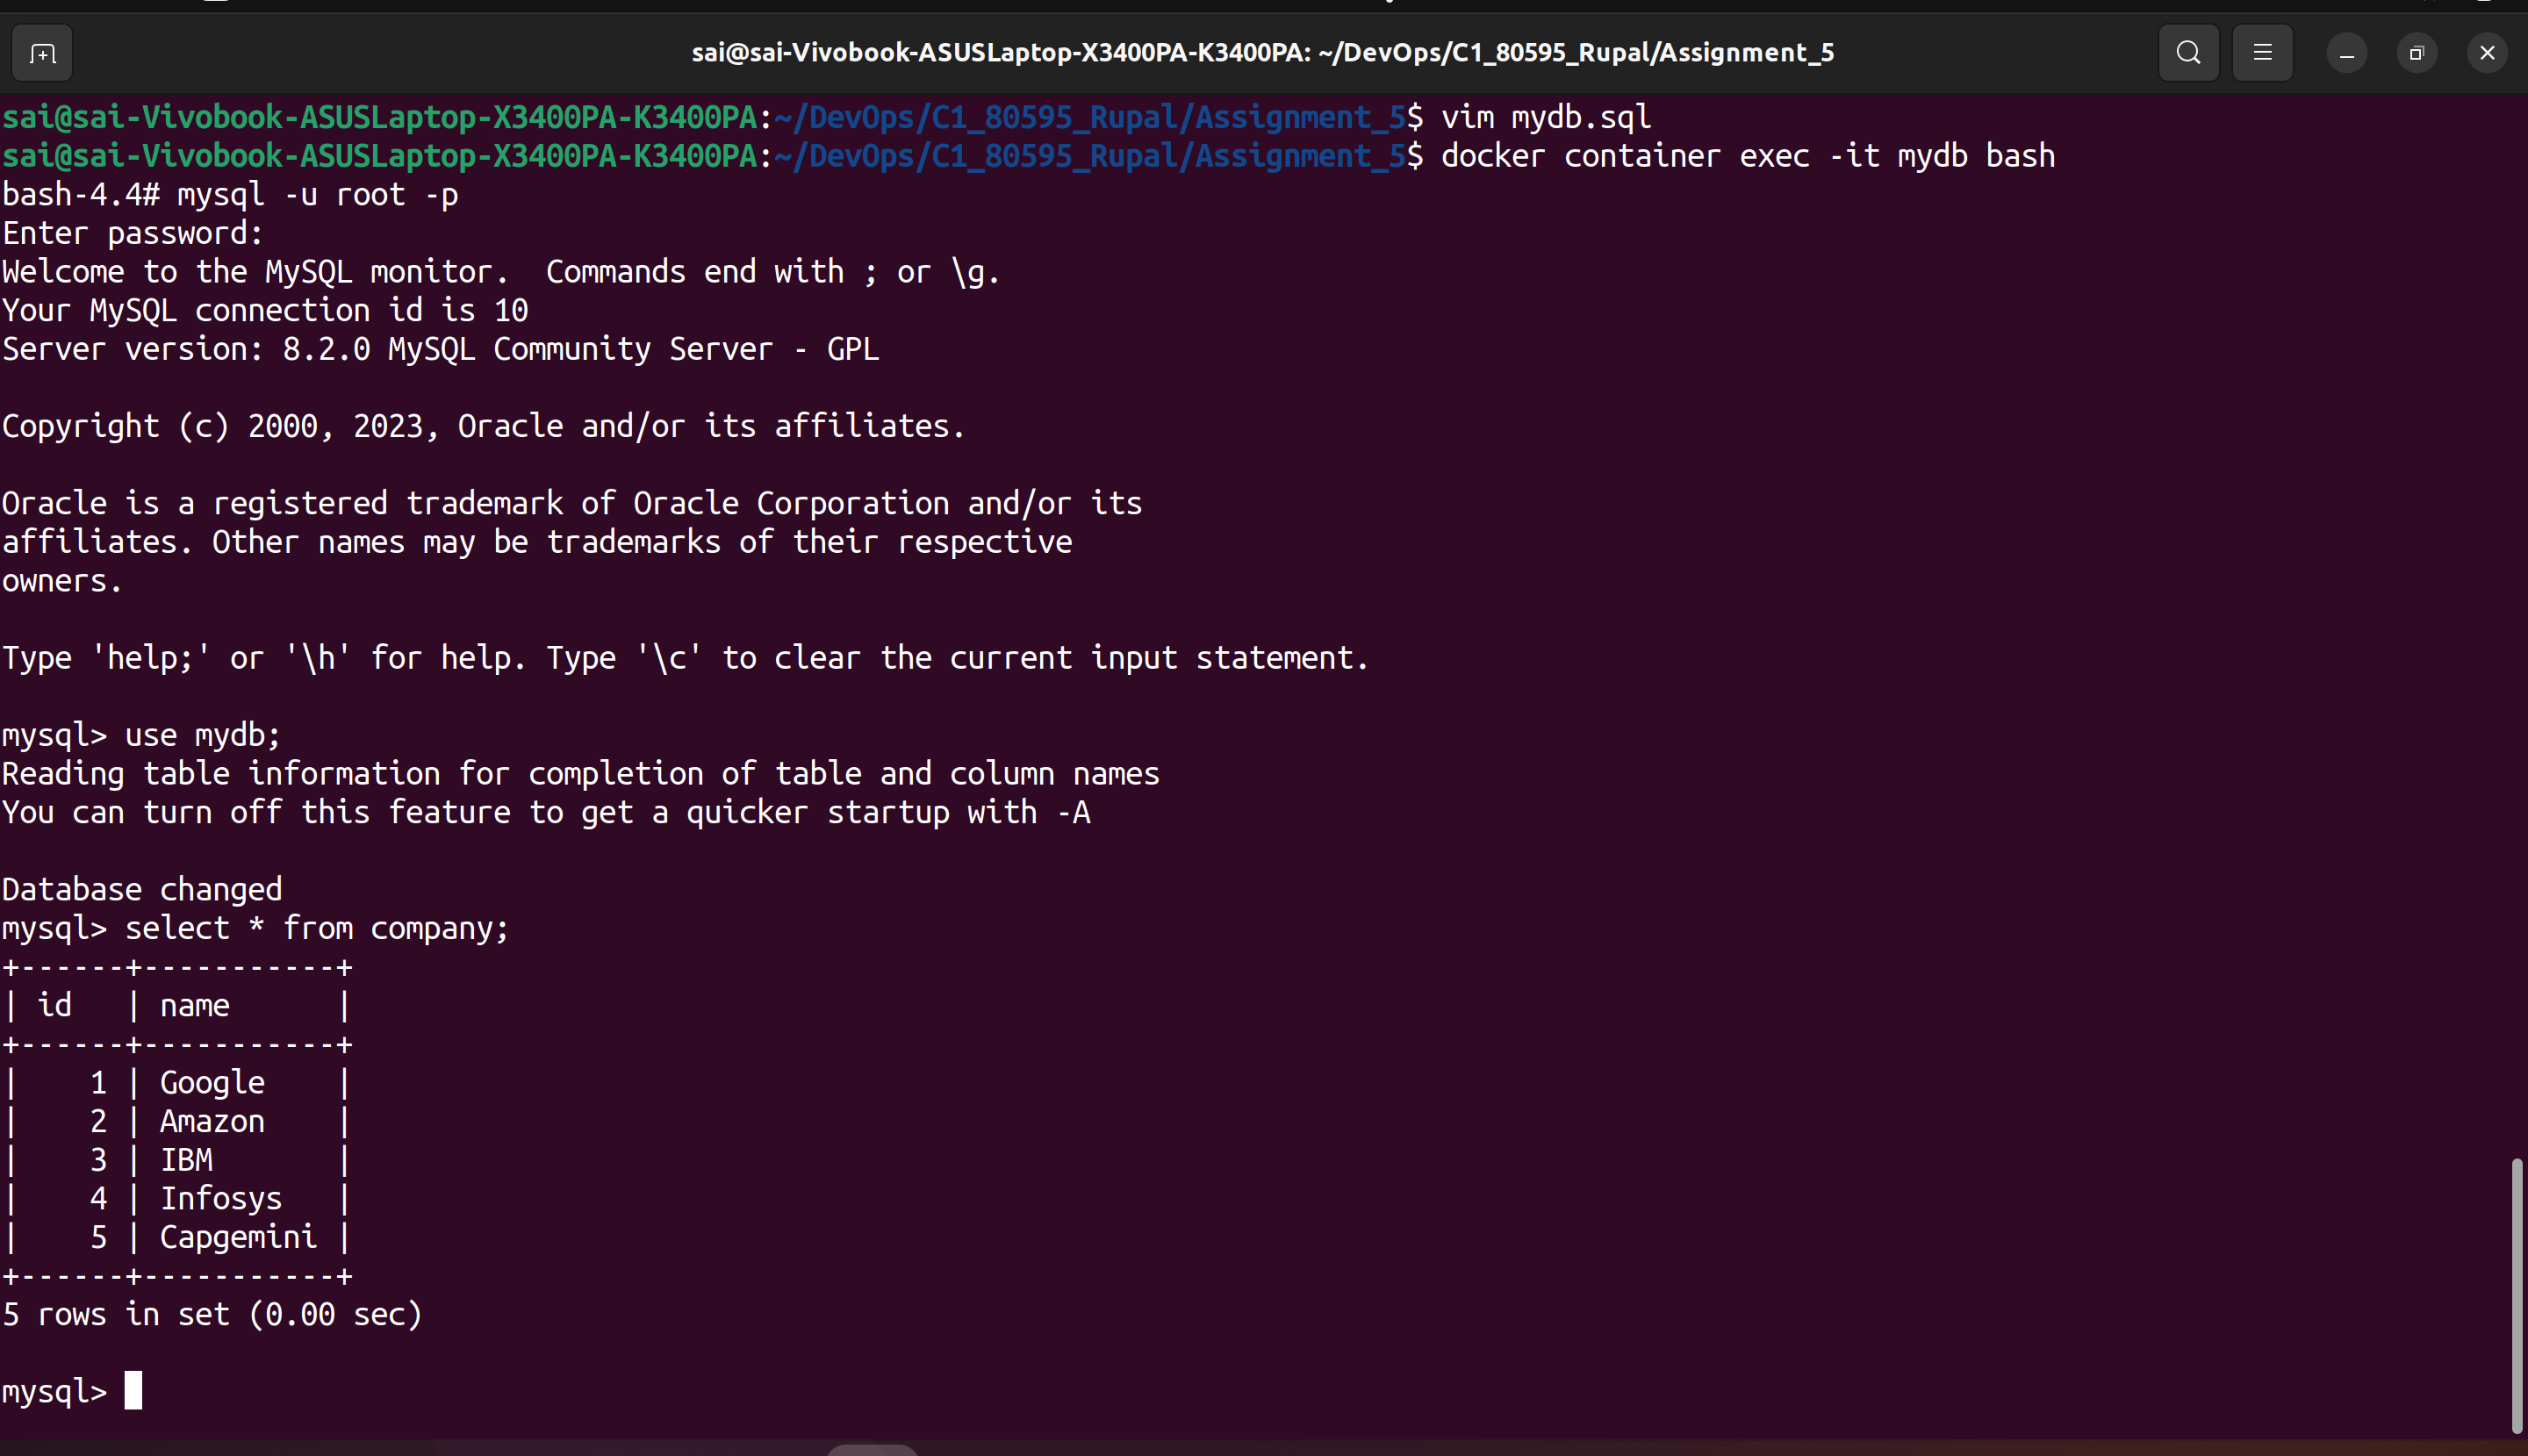 sai@sai-Vivobook-ASUSLaptop-X3400PA-K3400PA: ~/DevOps/C1_80595_Rupal/Assignment_5
sai@sai-Vivobook-ASUSLaptop-X3400PA-K3400PA:~/DevOps/C1_80595_Rupal/Assignment_5$ vim mydb.sql
sai@sai-Vivobook-ASUSLaptop-X3400PA-K3400PA:~/DevOps/C1_80595_Rupal/Assignment_5$ docker container exec -it mydb bash
bash-4.4# mysql -u root -p
Enter password:
Welcome to the MySQL monitor.  Commands end with ; or \g.
Your MySQL connection id is 10
Server version: 8.2.0 MySQL Community Server - GPL
Copyright (c) 2000, 2023, Oracle and/or its affiliates.
Oracle is a registered trademark of Oracle Corporation and/or its
affiliates. Other names may be trademarks of their respective
owners.
Type 'help;' or '\h' for help. Type '\c' to clear the current input statement.
mysql> use mydb;
Reading table information for completion of table and column names
You can turn off this feature to get a quicker startup with -A
Database changed
mysql> select * from company;
+------+-----------+
| id   | name      |
+------+-----------+
|    1 | Google    |
|    2 | Amazon    |
|    3 | IBM       |
|    4 | Infosys   |
|    5 | Capgemini |
+------+-----------+
5 rows in set (0.00 sec)
mysql>